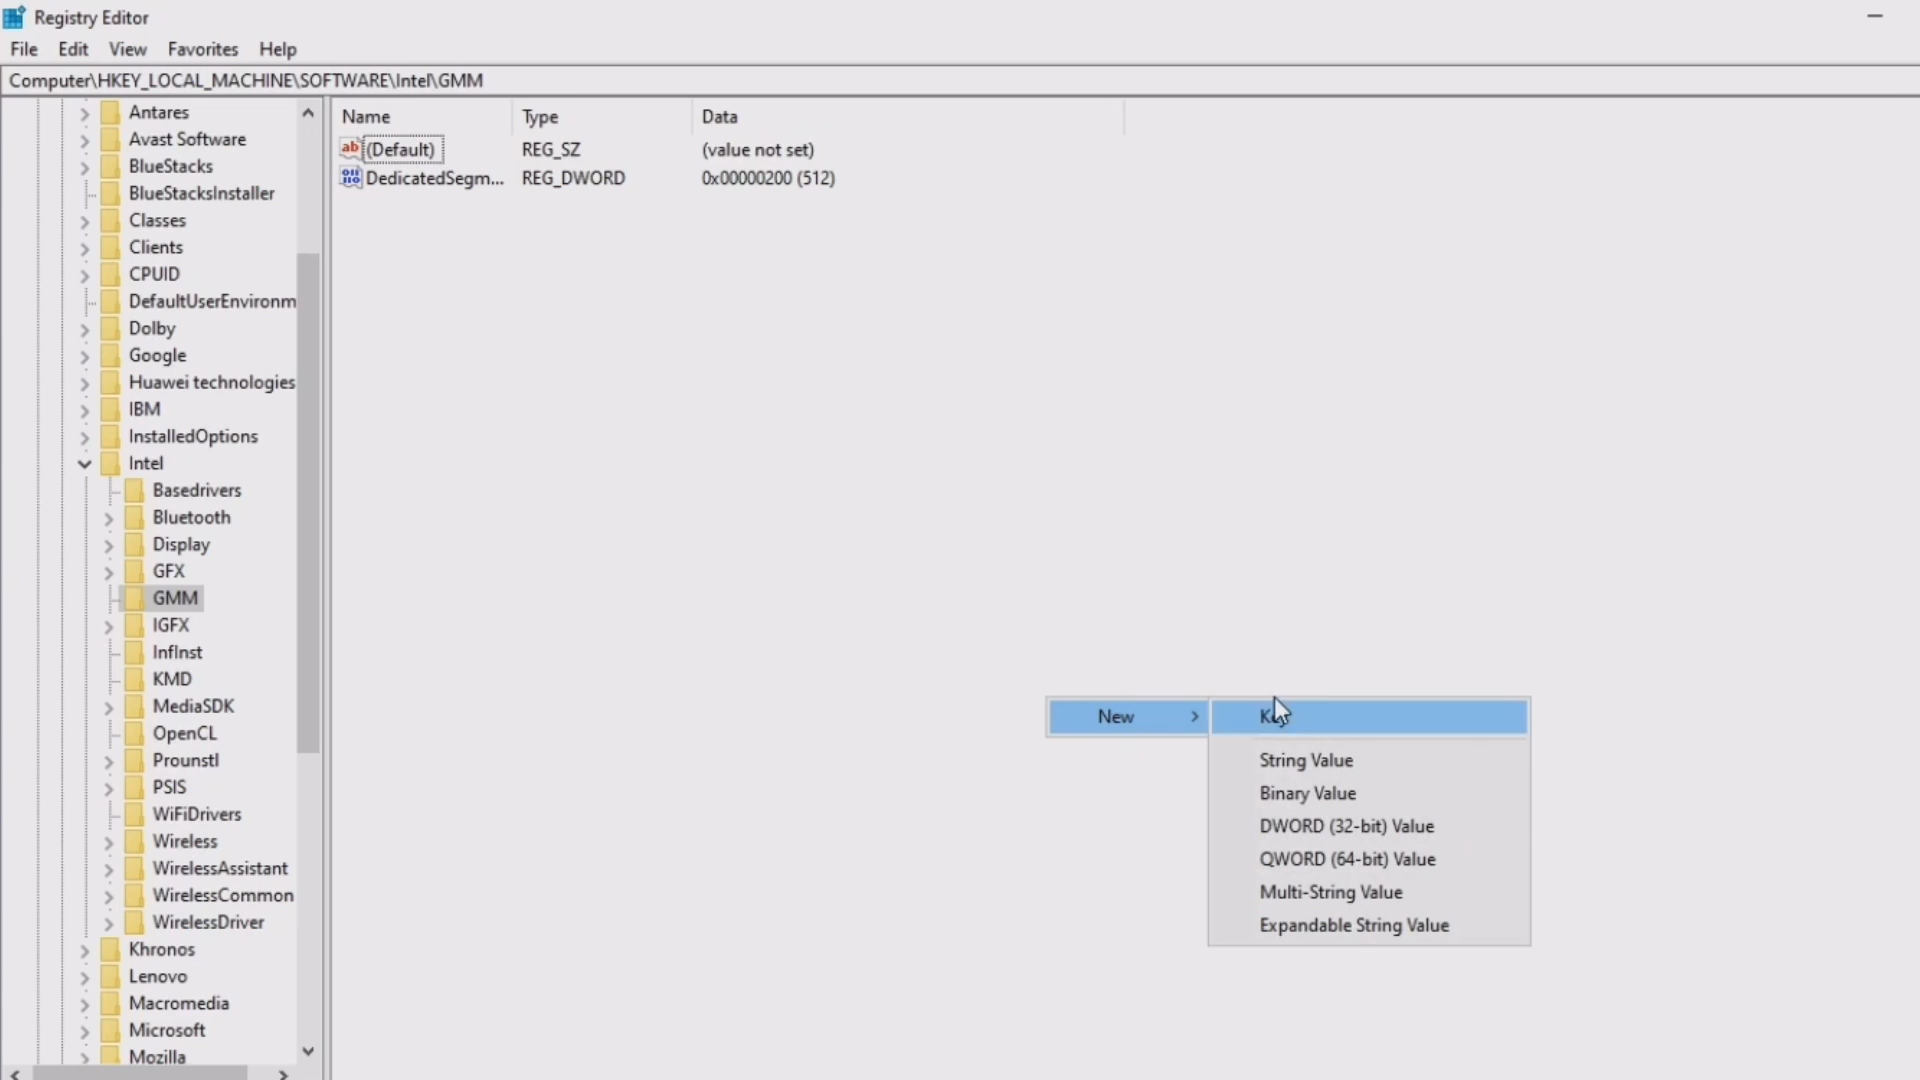 Registry Editor
File Edit View Favorites Help
Computer\HKEY_LOCAL_MACHINE\SOFTWARE\Intel\GMM
Antares
Avast Software
BlueStacks
BlueStacksInstaller
Classes
Clients
CPUID
DefaultUserEnvironm
Dolby
Google
Huawei technologies
IBM
InstalledOptions
Intel
Basedrivers
Bluetooth
Display
GFX
GMM
IGFX
InfInst
KMD
MediaSDK
OpenCL
Prounstl
PSIS
WiFiDrivers
Wireless
WirelessAssistant
WirelessCommon
WirelessDriver
Khronos
Lenovo
Macromedia
Microsoft
Mozilla
Name Type Data
(Default) REG_SZ (value not set)
DedicatedSegm... REG_DWORD 0x00000200 (512)
New
String Value
Binary Value
DWORD (32-bit) Value
QWORD (64-bit) Value
Multi-String Value
Expandable String Value